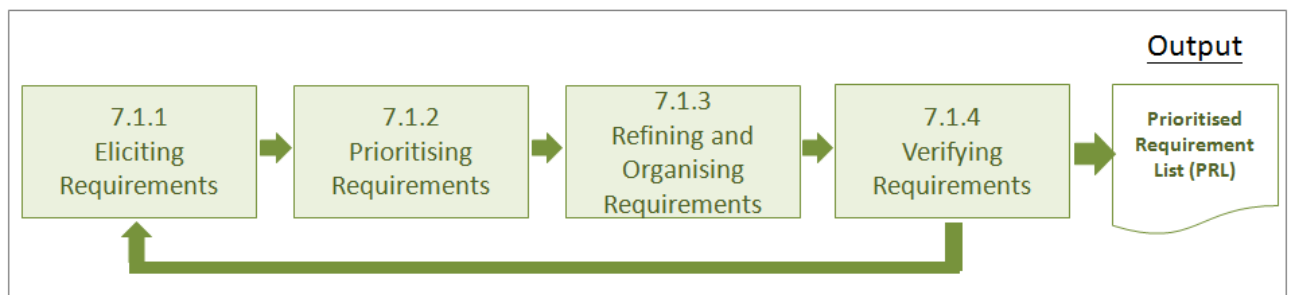 Output
7.1.1
Eliciting
Requirements
7.1.2
Prioritising
Requirements
7.1.3
Refining and
Organising
Requirements
7.1.4
Verifying
Requirements
Prioritised
Requirement
List (PRL)